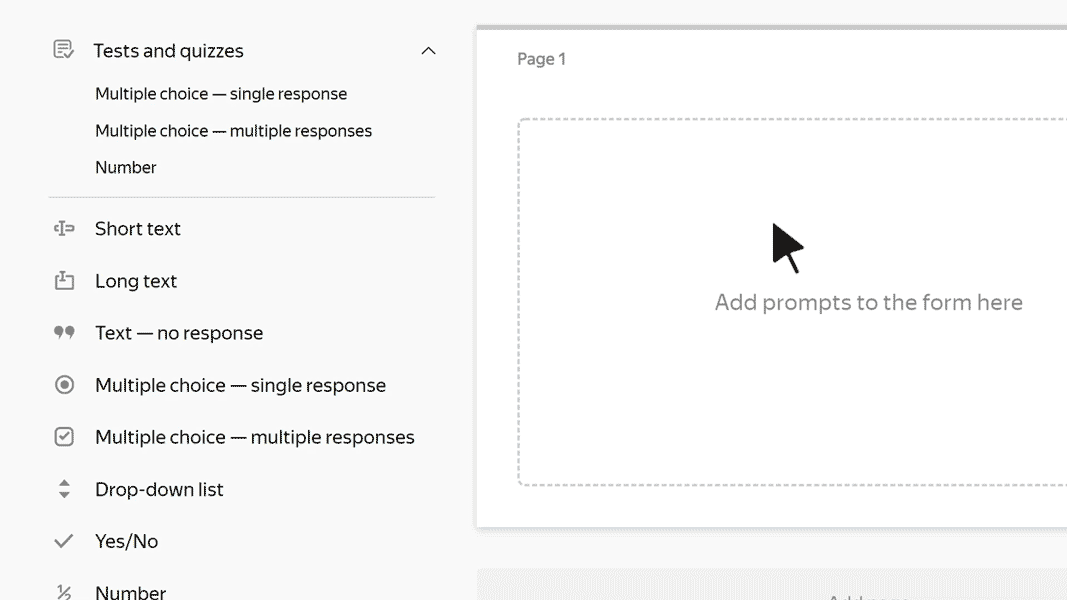 Tests and quizzes
Multiple choice — single response
Multiple choice — multiple responses
Number
Short text
Long text
Text — no response
Multiple choice — single response
Multiple choice — multiple responses
Drop-down list
Yes/No
Number
Page 1
Add prompts to the form here
Add page